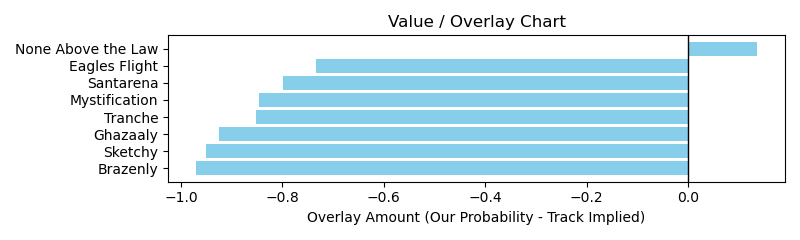 Value / Overlay Chart
None Above the Law
Eagles Flight
Santarena
Mystification
Tranche
Ghazaaly
Sketchy
Brazenly
−1.0 −0.8 −0.6 −0.4 −0.2 0.0
Overlay Amount (Our Probability - Track Implied)